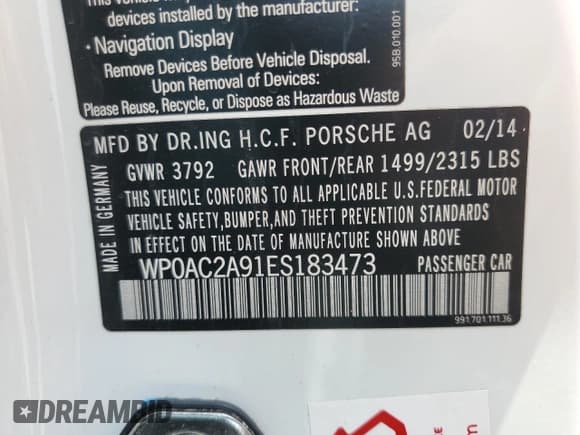 devices installed by the manufacturer:
• Navigation Display
Remove Devices Before Vehicle Disposal.
Upon Removal of Devices:
Please Reuse, Recycle, or Dispose as Hazardous Waste
95B.010.001
MFD BY DR.ING H.C.F. PORSCHE AG 02/14
GVWR 3792 GAWR FRONT/REAR 1499/2315 LBS
THIS VEHICLE CONFORMS TO ALL APPLICABLE U.S.FEDERAL MOTOR
VEHICLE SAFETY,BUMPER,AND THEFT PREVENTION STANDARDS
IN EFFECT ON THE DATE OF MANUFACTURE SHOWN ABOVE.
WP0AC2A91ES183473 PASSENGER CAR
MADE IN GERMANY
991.701.111.36
DREAMBID